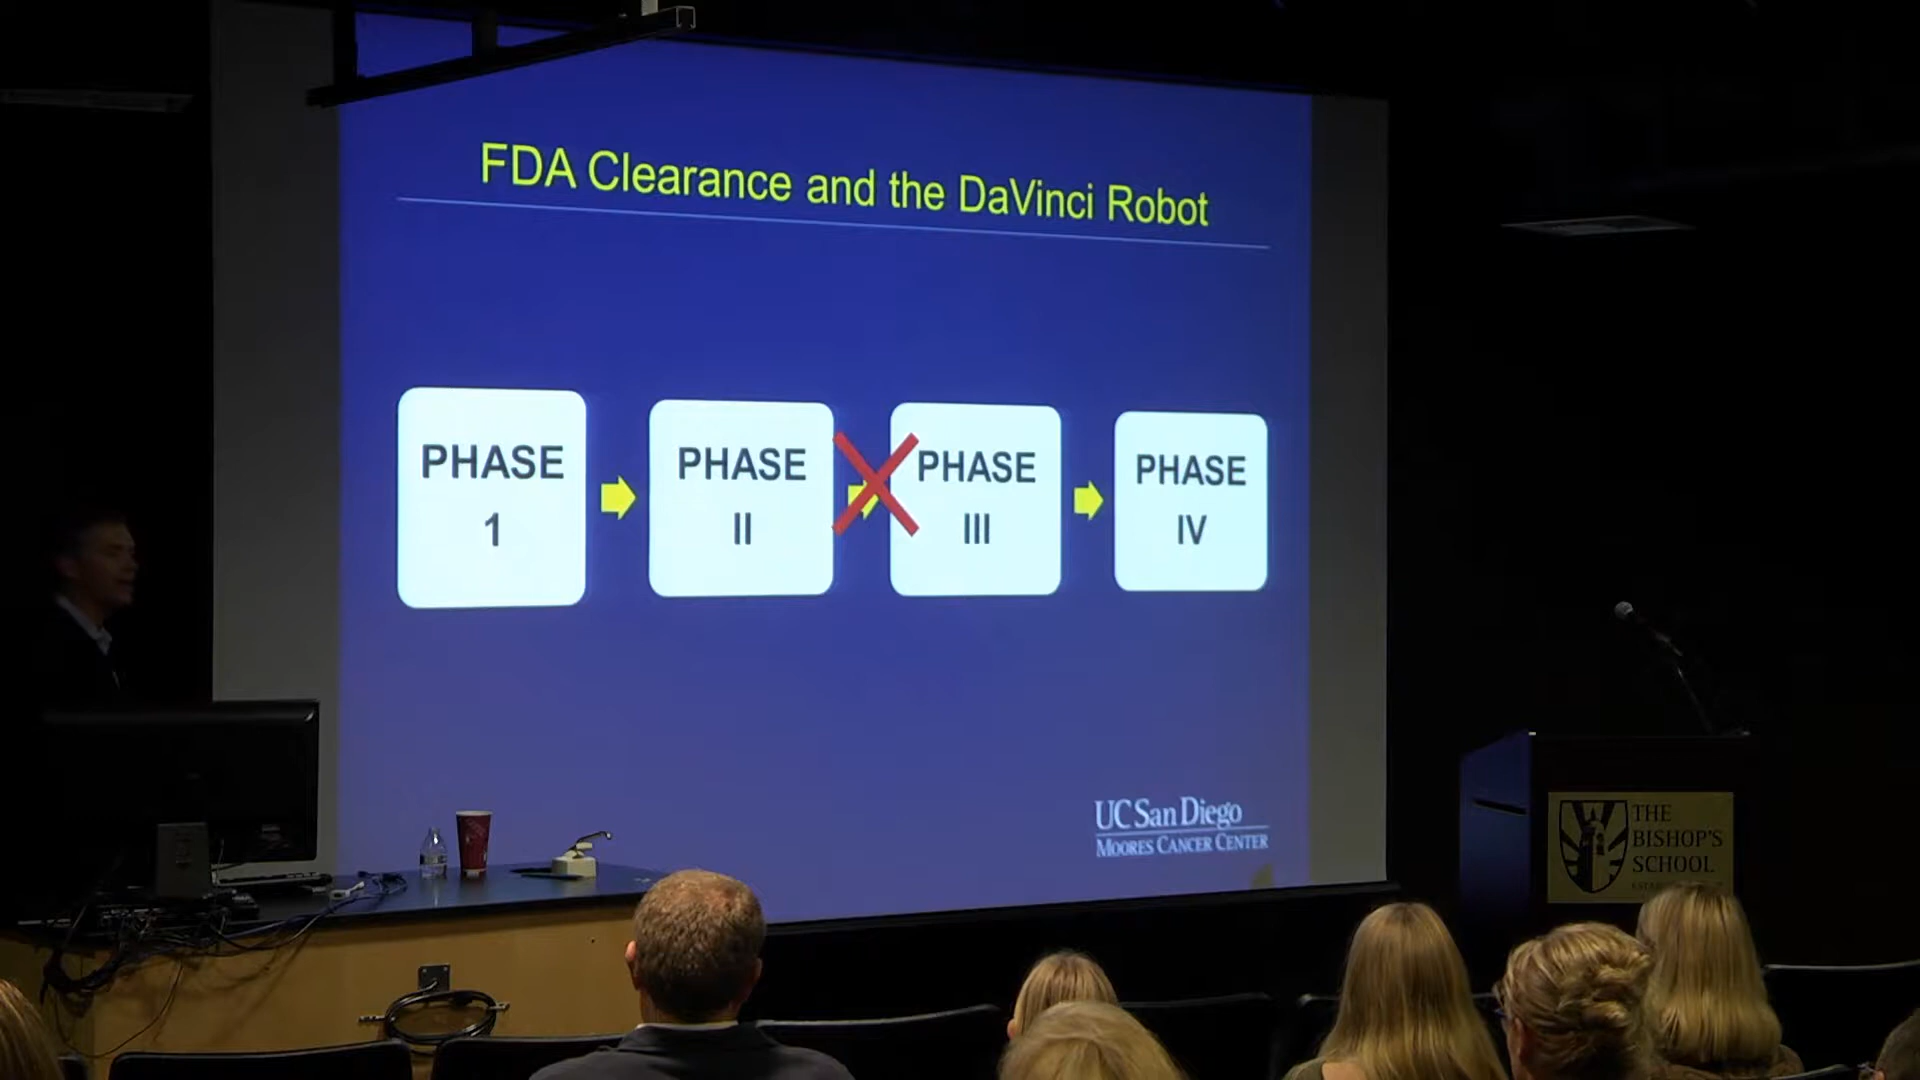 FDA Clearance and the DaVinci Robot
PHASE
1
PHASE
II
PHASE
III
PHASE
IV
UC San Diego
MOORES CANCER CENTER
THE
BISHOP'S
SCHOOL